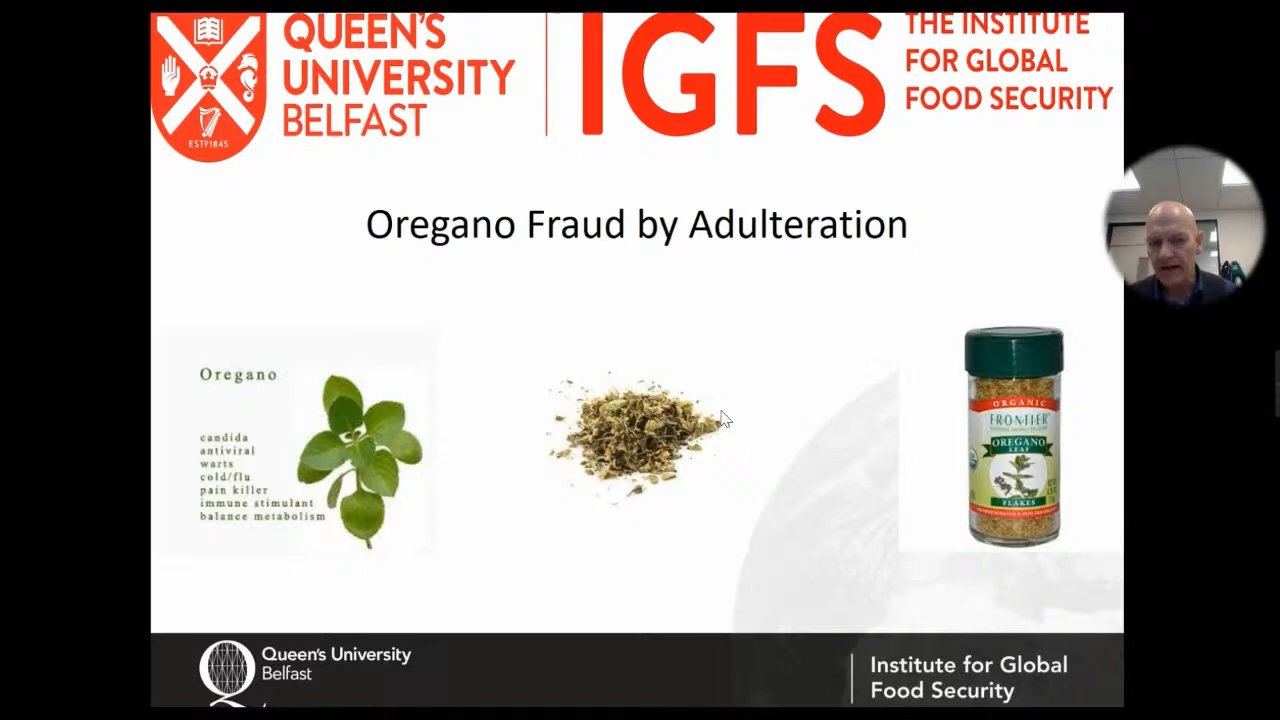 QUEEN'S
UNIVERSITY
BELFAST
ESTD1845
IGFS
THE INSTITUTE
FOR GLOBAL
FOOD SECURITY
Oregano Fraud by Adulteration
Oregano
candida
antiviral
warts
cold/flu
pain killer
immune stimulant
balance metabolism
ORGANIC
FRONTIER
OREGANO
LEAF
FLAKES
Queen's University
Belfast
Institute for Global
Food Security